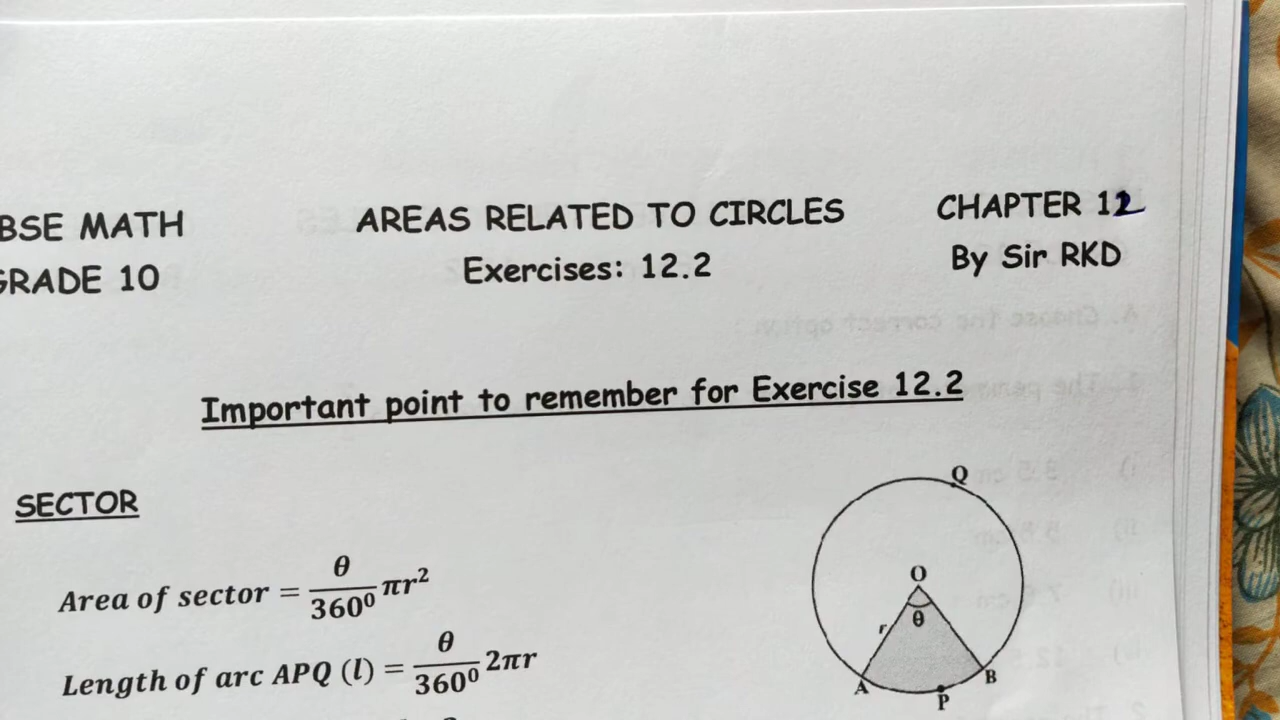 BSE MATH
AREAS RELATED TO CIRCLES
CHAPTER 12
GRADE 10
Exercises: 12.2
By Sir RKD
Important point to remember for Exercise 12.2
SECTOR
Area of sector = θ/360⁰ πr²
Length of arc APQ (l) = θ/360⁰ 2πr
Q
O
θ
r
A
B
P